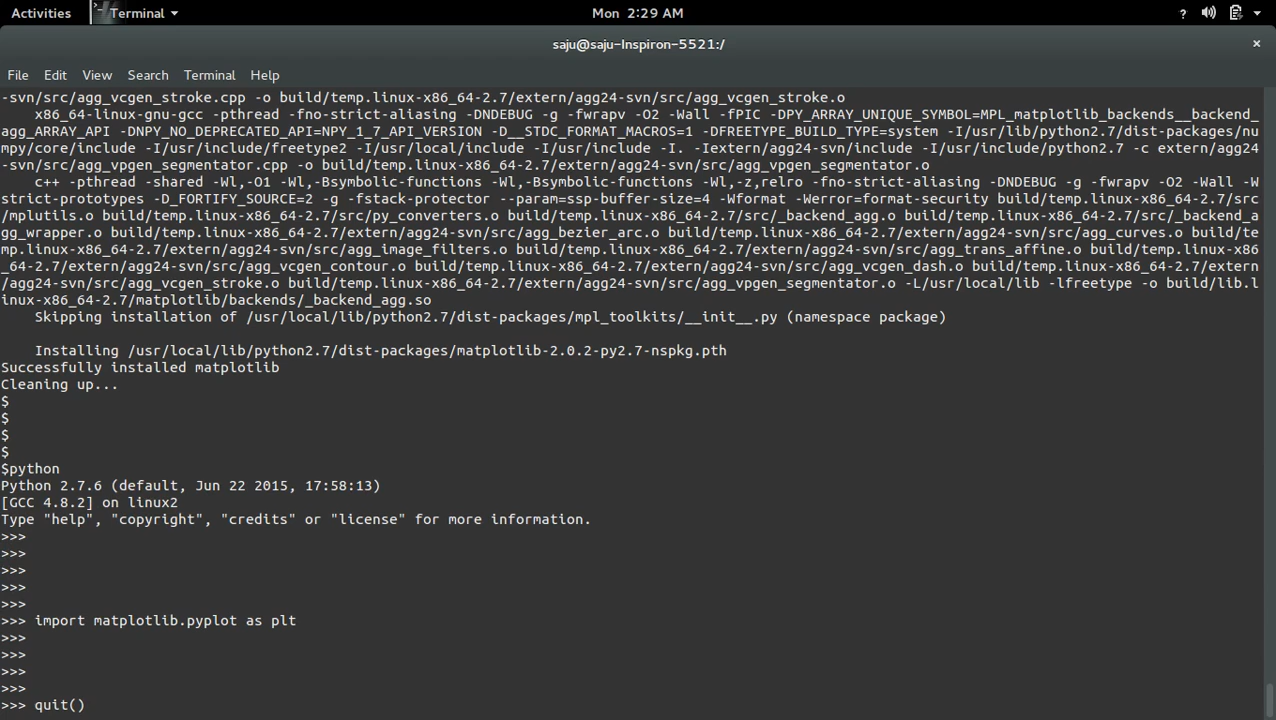 Activities
Terminal
Mon 2:29 AM
?
saju@saju-Inspiron-5521:/
×
File Edit View Search Terminal Help
-svn/src/agg_vcgen_stroke.cpp -o build/temp.linux-x86_64-2.7/extern/agg24-svn/src/agg_vcgen_stroke.o
x86_64-linux-gnu-gcc -pthread -fno-strict-aliasing -DNDEBUG -g -fwrapv -O2 -Wall -fPIC -DPY_ARRAY_UNIQUE_SYMBOL=MPL_matplotlib_backends__backend_
agg_ARRAY_API -DNPY_NO_DEPRECATED_API=NPY_1_7_API_VERSION -D__STDC_FORMAT_MACROS=1 -DFREETYPE_BUILD_TYPE=system -I/usr/lib/python2.7/dist-packages/nu
mpy/core/include -I/usr/include/freetype2 -I/usr/local/include -I/usr/include -I. -Iextern/agg24-svn/include -I/usr/include/python2.7 -c extern/agg24
-svn/src/agg_vpgen_segmentator.cpp -o build/temp.linux-x86_64-2.7/extern/agg24-svn/src/agg_vpgen_segmentator.o
c++ -pthread -shared -Wl,-O1 -Wl,-Bsymbolic-functions -Wl,-Bsymbolic-functions -Wl,-z,relro -fno-strict-aliasing -DNDEBUG -g -fwrapv -O2 -Wall -W
strict-prototypes -D_FORTIFY_SOURCE=2 -g -fstack-protector --param=ssp-buffer-size=4 -Wformat -Werror=format-security build/temp.linux-x86_64-2.7/src
/mplutils.o build/temp.linux-x86_64-2.7/src/py_converters.o build/temp.linux-x86_64-2.7/src/_backend_agg.o build/temp.linux-x86_64-2.7/src/_backend_a
gg_wrapper.o build/temp.linux-x86_64-2.7/extern/agg24-svn/src/agg_bezier_arc.o build/temp.linux-x86_64-2.7/extern/agg24-svn/src/agg_curves.o build/te
mp.linux-x86_64-2.7/extern/agg24-svn/src/agg_image_filters.o build/temp.linux-x86_64-2.7/extern/agg24-svn/src/agg_trans_affine.o build/temp.linux-x86
_64-2.7/extern/agg24-svn/src/agg_vcgen_contour.o build/temp.linux-x86_64-2.7/extern/agg24-svn/src/agg_vcgen_dash.o build/temp.linux-x86_64-2.7/extern
/agg24-svn/src/agg_vcgen_stroke.o build/temp.linux-x86_64-2.7/extern/agg24-svn/src/agg_vpgen_segmentator.o -L/usr/local/lib -lfreetype -o build/lib.l
inux-x86_64-2.7/matplotlib/backends/_backend_agg.so
Skipping installation of /usr/local/lib/python2.7/dist-packages/mpl_toolkits/__init__.py (namespace package)
Installing /usr/local/lib/python2.7/dist-packages/matplotlib-2.0.2-py2.7-nspkg.pth
Successfully installed matplotlib
Cleaning up...
$
$
$
$
$python
Python 2.7.6 (default, Jun 22 2015, 17:58:13)
[GCC 4.8.2] on linux2
Type "help", "copyright", "credits" or "license" for more information.
>>>
>>>
>>>
>>>
>>>
>>> import matplotlib.pyplot as plt
>>>
>>>
>>>
>>>
>>> quit()